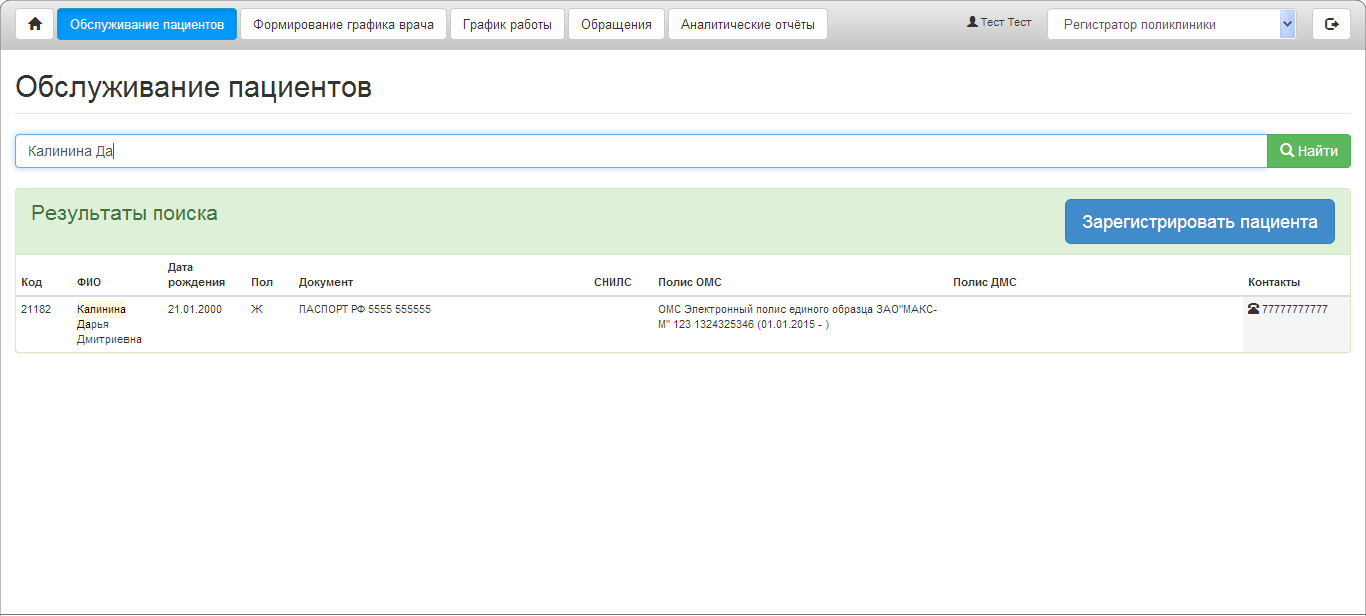 Обслуживание пациентов Формирование графика врача График работы Обращения Аналитические отчёты Тест Тест Регистратор поликлиники
Обслуживание пациентов
Калинина Да Найти
Результаты поиска Зарегистрировать пациента
Код ФИО Дата рождения Пол Документ СНИЛС Полис ОМС Полис ДМС Контакты
21182 Калинина 21.01.2000 Ж ПАСПОРТ РФ 5555 555555 ОМС Электронный полис единого образца ЗАО"МАКС- 77777777777
Дарья М" 123 1324325346 (01.01.2015 - )
Дмитриевна